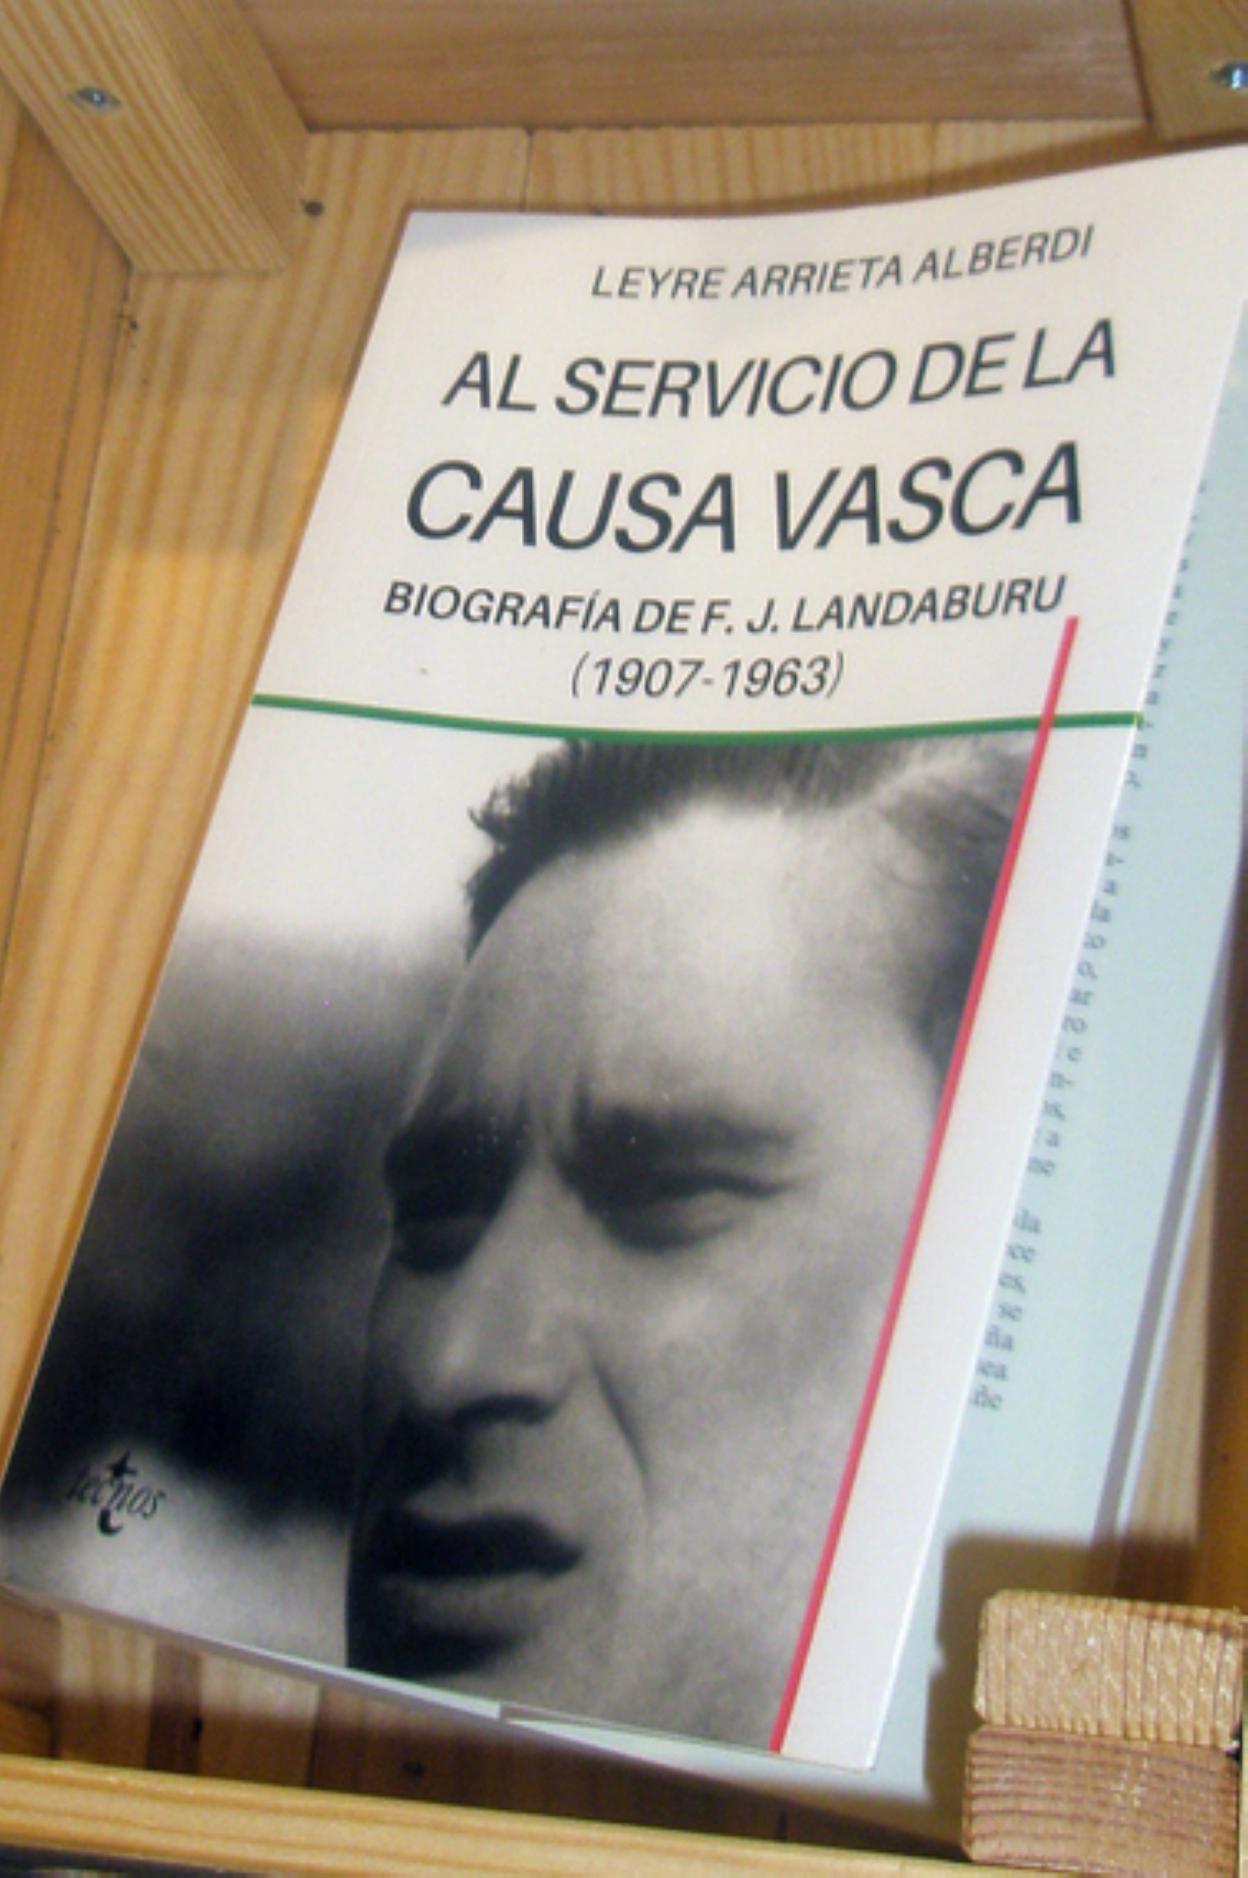 LEYRE ARRIETA ALBERDI
AL SERVICIO DE LA
CAUSA VASCA
BIOGRAFÍA DE F. J. LANDABURU
(1907-1963)
tecnos